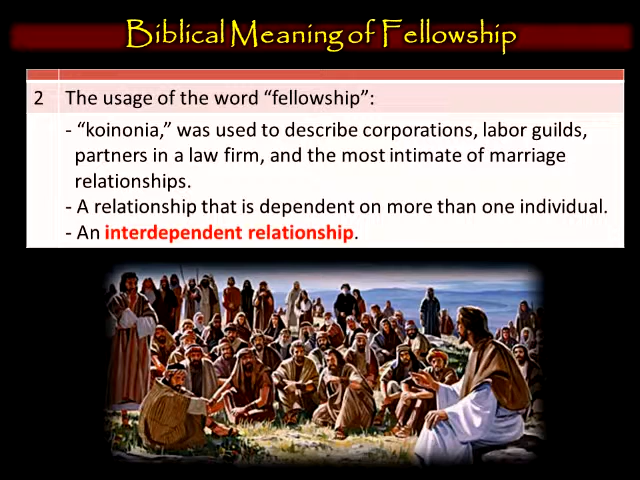 Biblical Meaning of Fellowship
2 The usage of the word “fellowship”:
- “koinonia,” was used to describe corporations, labor guilds,
partners in a law firm, and the most intimate of marriage
relationships.
- A relationship that is dependent on more than one individual.
- An interdependent relationship.